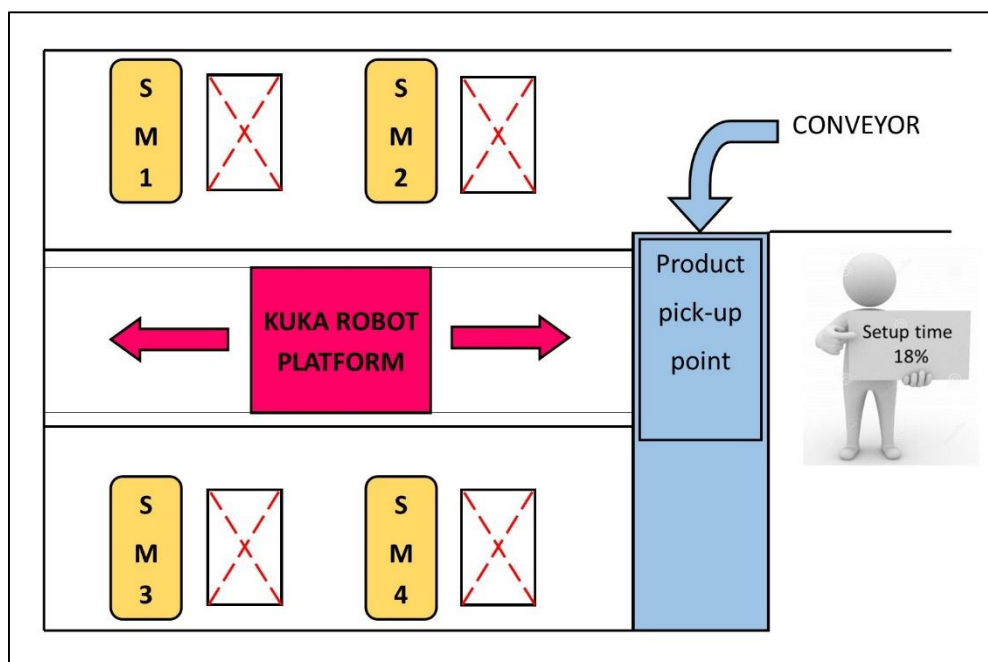 S
M
1
S
M
2
CONVEYOR
KUKA ROBOT
PLATFORM
Product
pick-up
point
Setup time
18%
S
M
3
S
M
4